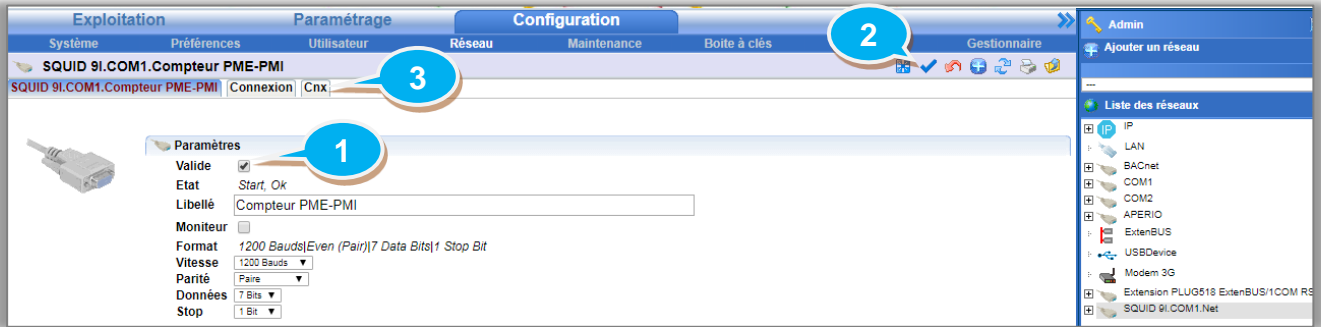 Exploitation Paramétrage Configuration
Système Préférences Utilisateur Réseau Maintenance Boite à clés Gestionnaire
SQUID 9I.COM1.Compteur PME-PMI
SQUID 9I.COM1.Compteur PME-PMI Connexion Cnx
2
3
1
Paramètres
Valide
Etat Start, Ok
Libellé Compteur PME-PMI
Moniteur
Format 1200 Bauds|Even (Pair)|7 Data Bits|1 Stop Bit
Vitesse 1200 Bauds
Parité Paire
Données 7 Bits
Stop 1 Bit
Admin
Ajouter un réseau
---
Liste des réseaux
IP IP
LAN
BACnet
COM1
COM2
APERIO
ExtenBUS
USBDevice
Modem 3G
Extension PLUG518 ExtenBUS/1COM RS
SQUID 9I.COM1.Net